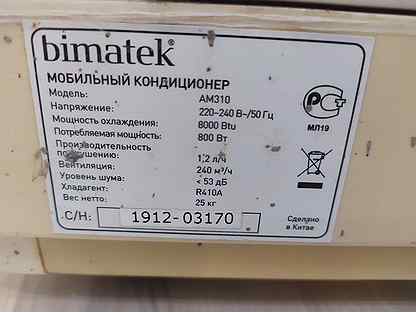 bimatek®
МОБИЛЬНЫЙ КОНДИЦИОНЕР
Модель: AM310
Напряжение: 220–240 В~/50 Гц
Мощность охлаждения: 8000 Btu
Потребляемая мощность: 800 Вт
Производительность
по осушению: 1,2 л/ч
Вентиляция: 240 м³/ч
Уровень шума: < 53 дБ
Хладагент: R410A
Вес нетто: 25 кг
С/Н: 1912-03170
Сделано
в Китае
МЛ19